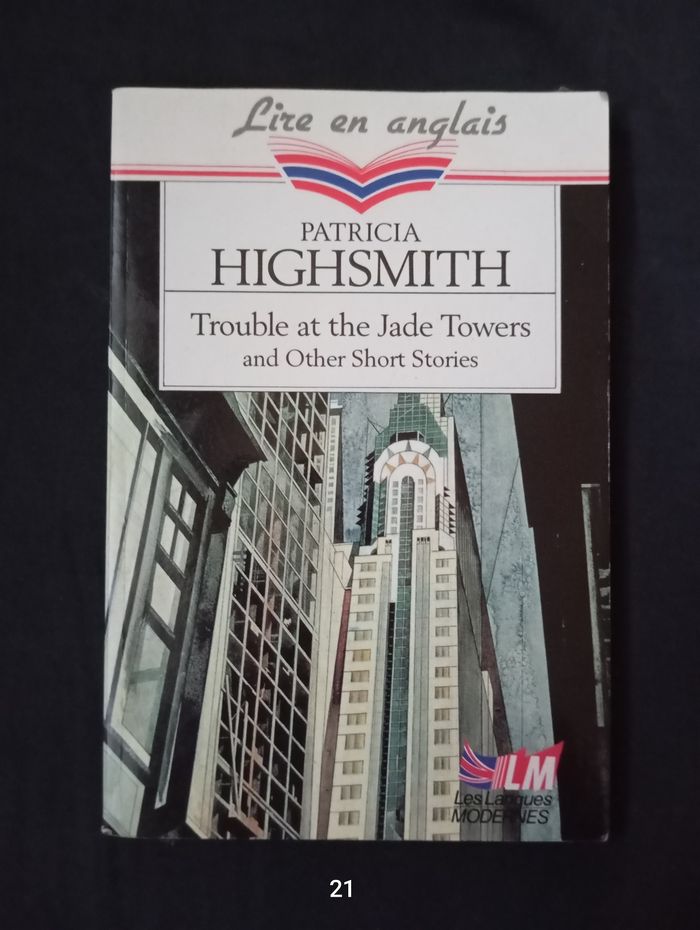 Lire en anglais
PATRICIA
HIGHSMITH
Trouble at the Jade Towers
and Other Short Stories
LM
Les Langues
MODERNES
21